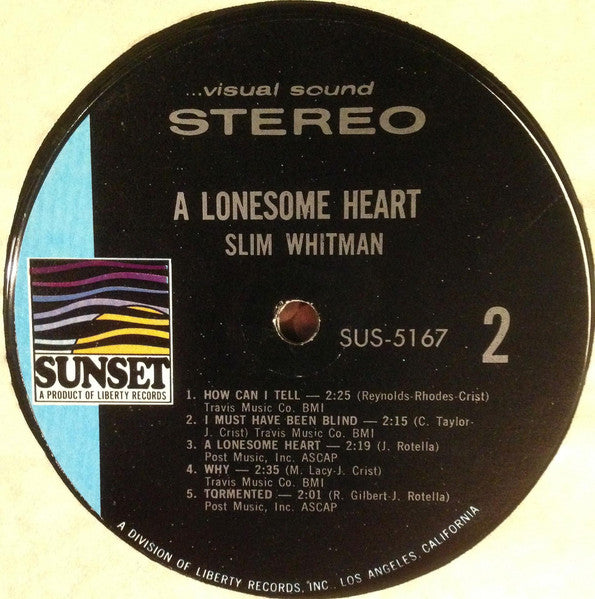 ...visual sound
STEREO
A LONESOME HEART
SLIM WHITMAN
SUNSET
A PRODUCT OF LIBERTY RECORDS
SUS-5167
2
1. HOW CAN I TELL — 2:25 (Reynolds-Rhodes-Crist)
Travis Music Co. BMI
2. I MUST HAVE BEEN BLIND — 2:15 (C. Taylor-
J. Crist) Travis Music Co. BMI
3. A LONESOME HEART — 2:19 (J. Rotella)
Post Music, Inc. ASCAP
4. WHY — 2:35 (M. Lacy-J. Crist)
Travis Music Co. BMI
5. TORMENTED — 2:01 (R. Gilbert-J. Rotella)
Post Music, Inc. ASCAP
A DIVISION OF LIBERTY RECORDS, INC., LOS ANGELES, CALIFORNIA